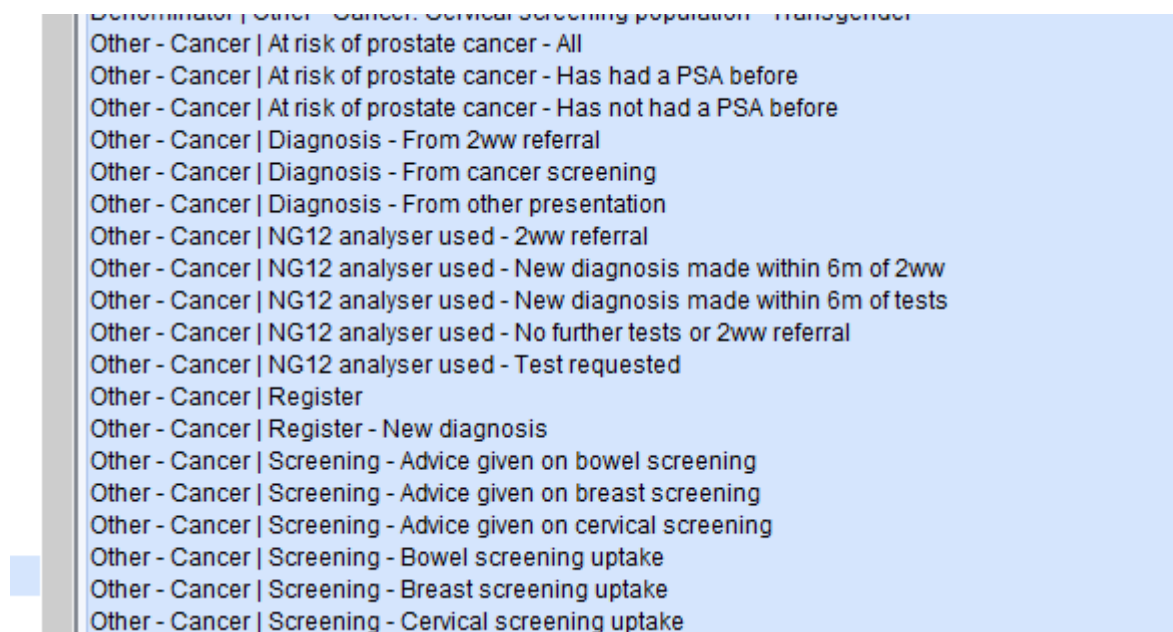 Denominator | Other - Cancer: Cervical screening population - Transgender
Other - Cancer | At risk of prostate cancer - All
Other - Cancer | At risk of prostate cancer - Has had a PSA before
Other - Cancer | At risk of prostate cancer - Has not had a PSA before
Other - Cancer | Diagnosis - From 2ww referral
Other - Cancer | Diagnosis - From cancer screening
Other - Cancer | Diagnosis - From other presentation
Other - Cancer | NG12 analyser used - 2ww referral
Other - Cancer | NG12 analyser used - New diagnosis made within 6m of 2ww
Other - Cancer | NG12 analyser used - New diagnosis made within 6m of tests
Other - Cancer | NG12 analyser used - No further tests or 2ww referral
Other - Cancer | NG12 analyser used - Test requested
Other - Cancer | Register
Other - Cancer | Register - New diagnosis
Other - Cancer | Screening - Advice given on bowel screening
Other - Cancer | Screening - Advice given on breast screening
Other - Cancer | Screening - Advice given on cervical screening
Other - Cancer | Screening - Bowel screening uptake
Other - Cancer | Screening - Breast screening uptake
Other - Cancer | Screening - Cervical screening uptake